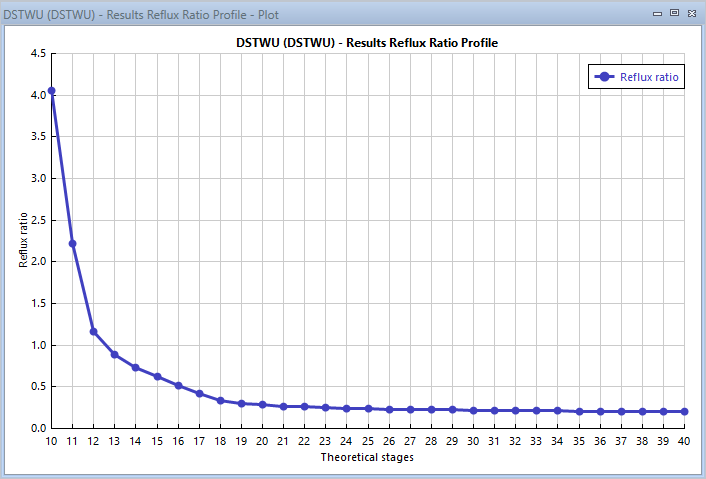 DSTWU (DSTWU) - Results Reflux Ratio Profile - Plot
DSTWU (DSTWU) - Results Reflux Ratio Profile
Reflux ratio
4.5
4.0
3.5
3.0
2.5
2.0
1.5
1.0
0.5
0.0
Reflux ratio
10 11 12 13 14 15 16 17 18 19 20 21 22 23 24 25 26 27 28 29 30 31 32 33 34 35 36 37 38 39 40
Theoretical stages